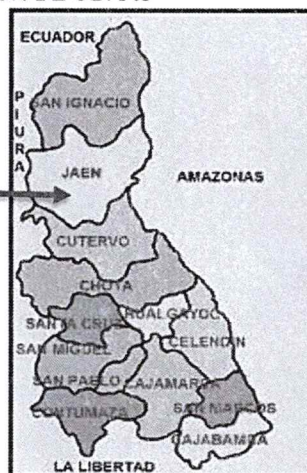 ECUADOR
PIURA
SAN IGNACIO
JAEN
AMAZONAS
CUTERVO
CHOTA
HUALGAYOC
SANTA CRUZ
CELENDIN
SAN MIGUEL
SAN PABLO
CAJAMARCA
SAN MARCOS
CONTUMAZA
CAJABAMBA
LA LIBERTAD